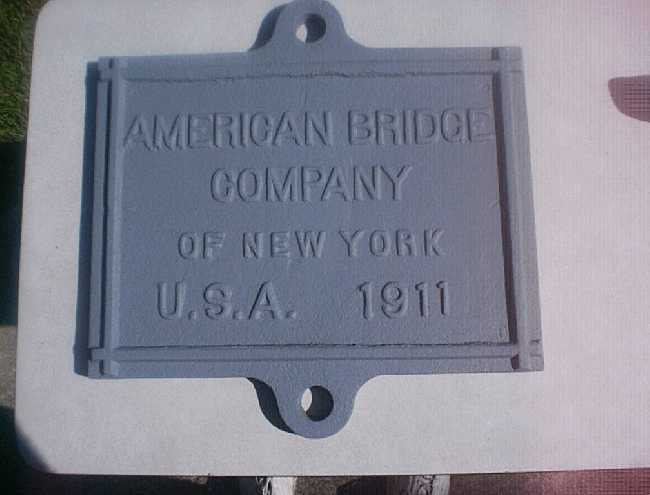 AMERICAN BRIDGE
COMPANY
OF NEW YORK
U.S.A. 1911